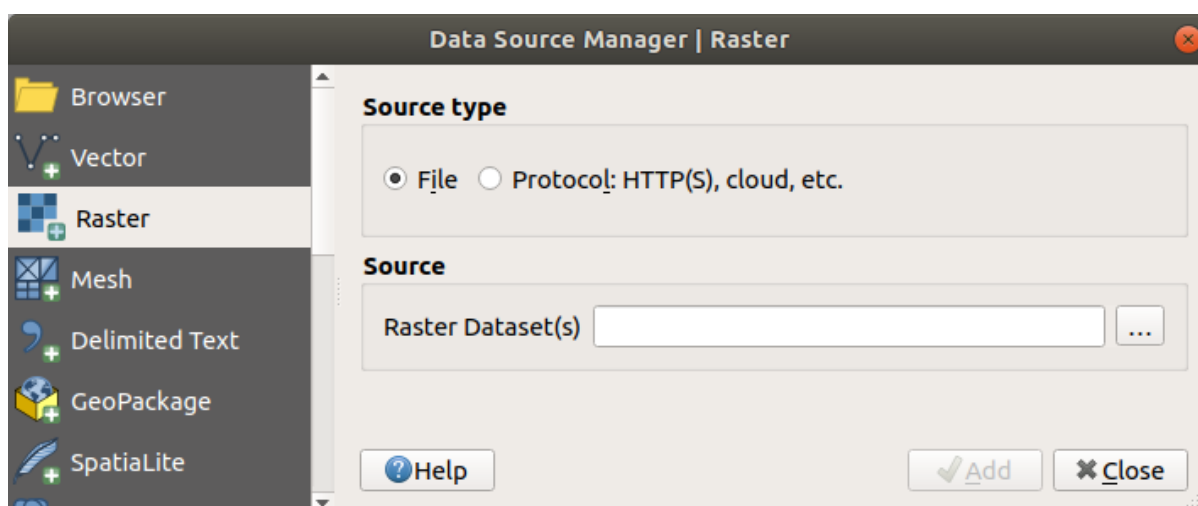 Data Source Manager | Raster
Browser
Vector
Raster
Mesh
Delimited Text
GeoPackage
SpatiaLite
Source type
File Protocol: HTTP(S), cloud, etc.
Source
Raster Dataset(s) ...
Help Add Close